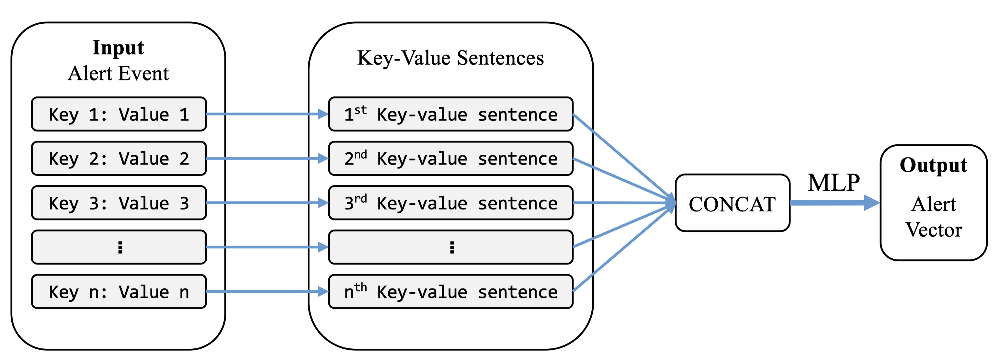 Input
Alert Event
Key 1: Value 1
Key 2: Value 2
Key 3: Value 3
⋮
Key n: Value n
Key-Value Sentences
1st Key-value sentence
2nd Key-value sentence
3rd Key-value sentence
⋮
nth Key-value sentence
CONCAT
MLP
Output
Alert
Vector